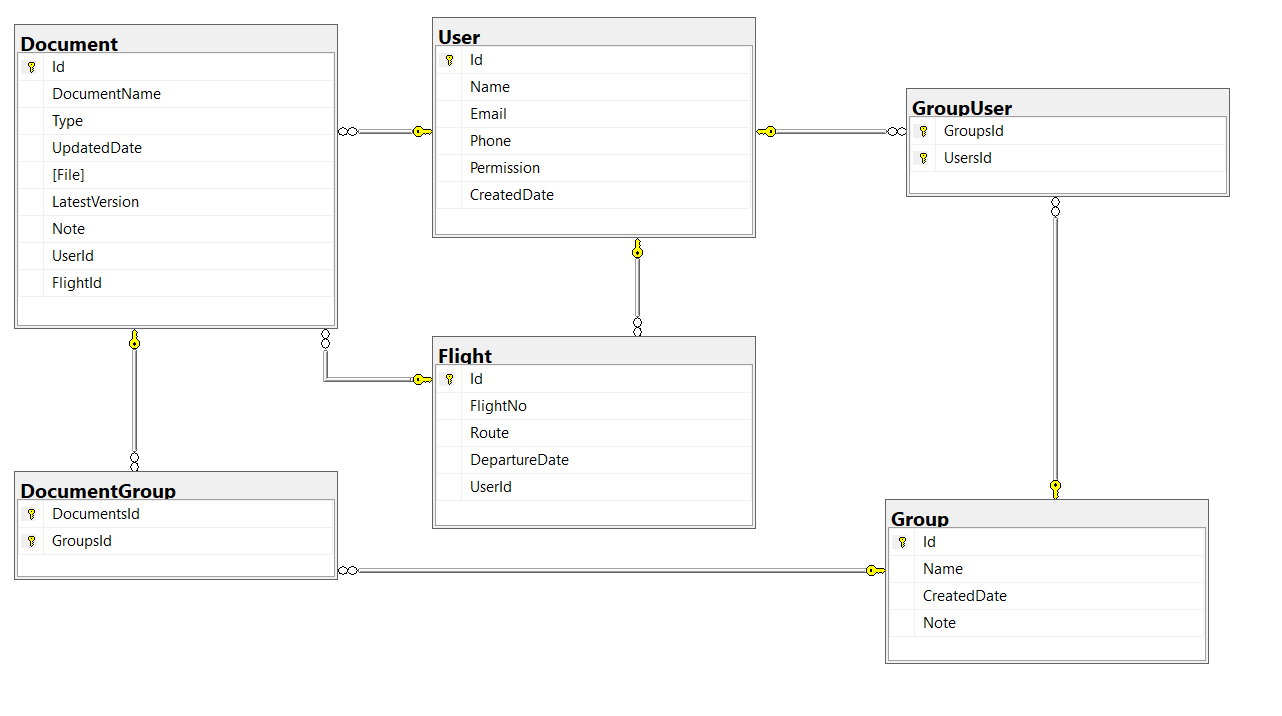 Document
Id
DocumentName
Type
UpdatedDate
[File]
LatestVersion
Note
UserId
FlightId
User
Id
Name
Email
Phone
Permission
CreatedDate
GroupUser
GroupsId
UsersId
Flight
Id
FlightNo
Route
DepartureDate
UserId
DocumentGroup
DocumentsId
GroupsId
Group
Id
Name
CreatedDate
Note